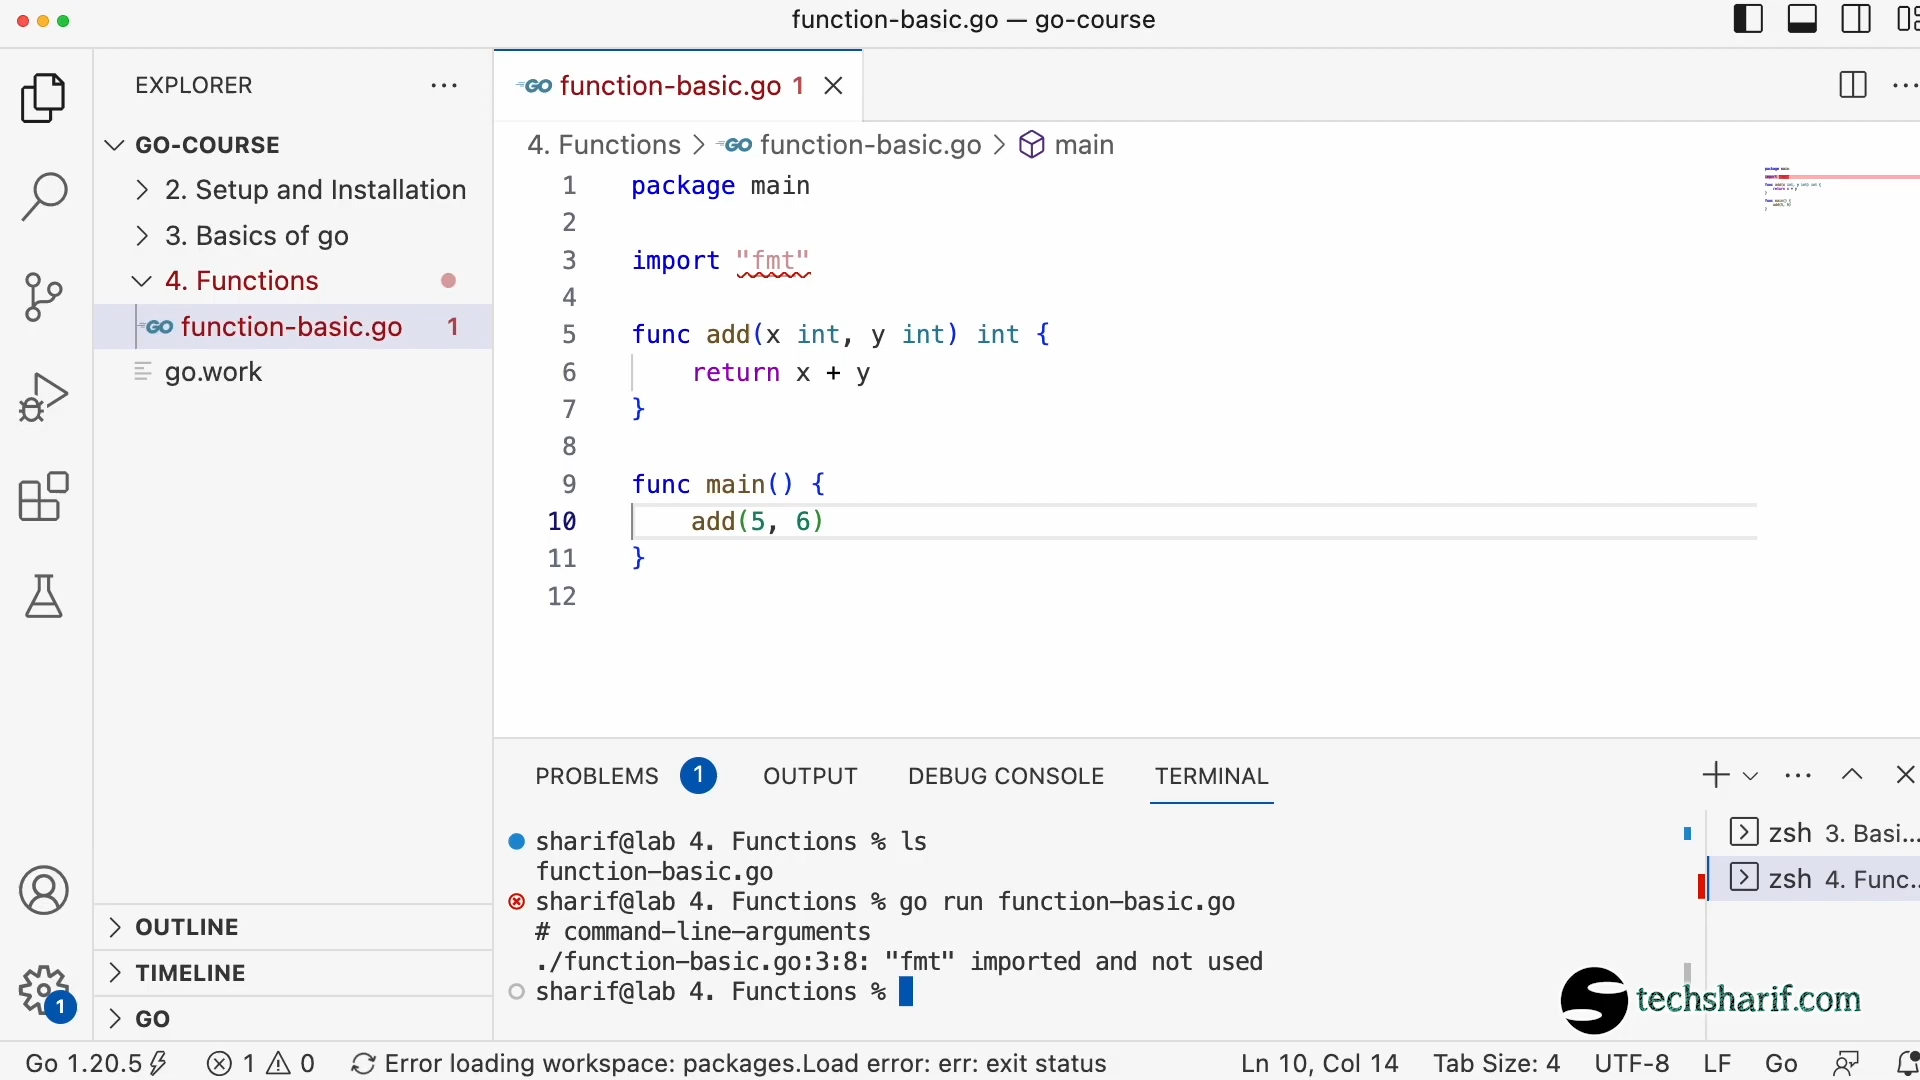 function-basic.go — go-course
EXPLORER
GO-COURSE
2. Setup and Installation
3. Basics of go
4. Functions
GO function-basic.go 1
go.work
OUTLINE
TIMELINE
GO
1
GO function-basic.go 1
4. Functions > GO function-basic.go > main
1 package main
2
3 import "fmt"
4
5 func add(x int, y int) int {
6 return x + y
7 }
8
9 func main() {
10 add(5, 6)
11 }
12
PROBLEMS 1 OUTPUT DEBUG CONSOLE TERMINAL
sharif@lab 4. Functions % ls
function-basic.go
sharif@lab 4. Functions % go run function-basic.go
# command-line-arguments
./function-basic.go:3:8: "fmt" imported and not used
sharif@lab 4. Functions %
zsh 3. Basi...
zsh 4. Func...
techsharif.com
Go 1.20.5 1 0 Error loading workspace: packages.Load error: err: exit status Ln 10, Col 14 Tab Size: 4 UTF-8 LF Go